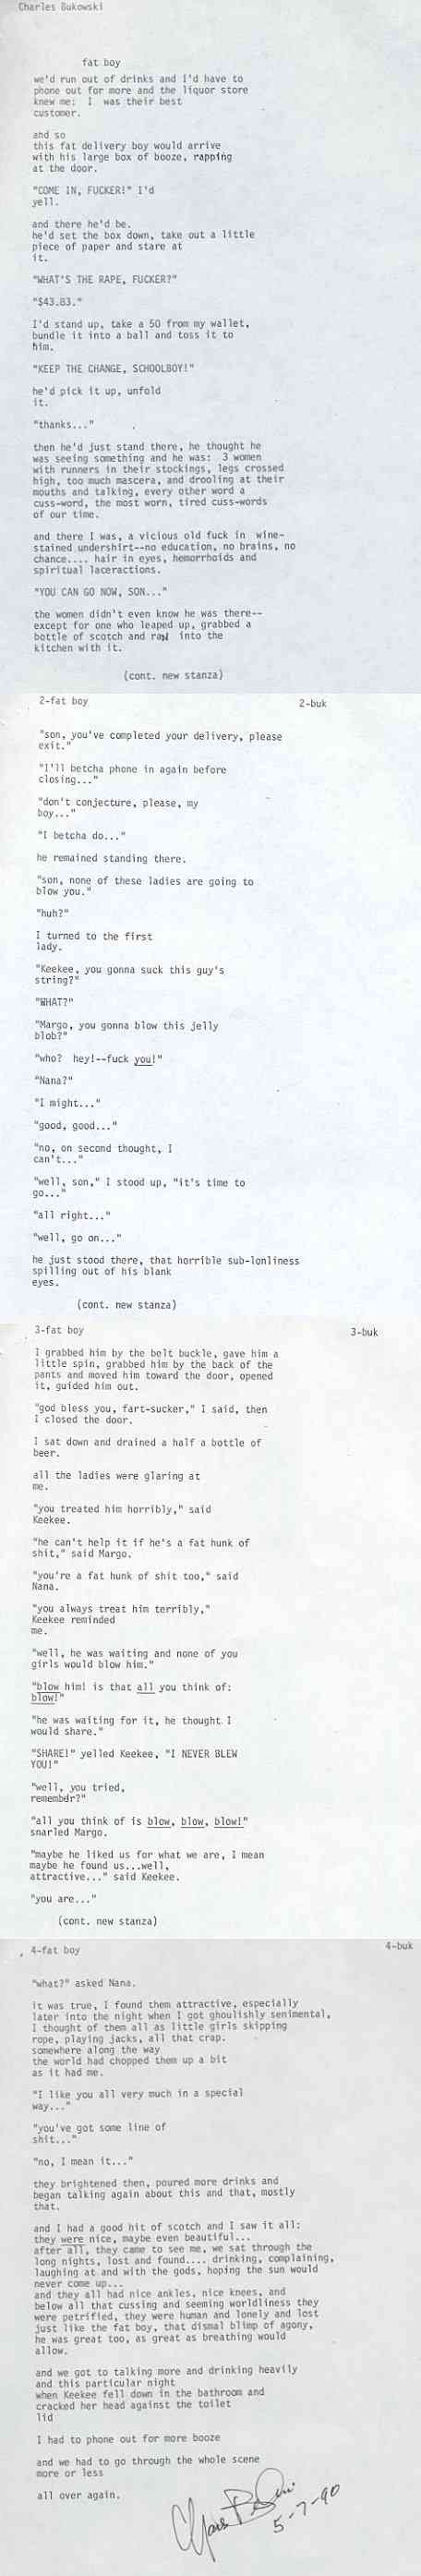 Charles Bukowski
fat boy
we'd run out of drinks and I'd have to
phone out for more and the liquor store
knew me: I was their best
customer.
and so
this fat delivery boy would arrive
with his large box of booze, rapping
at the door.
"COME IN, FUCKER!" I'd
yell.
and there he'd be.
he'd set the box down, take out a little
piece of paper and stare at
it.
"WHAT'S THE RAPE, FUCKER?"
"$43.83."
I'd stand up, take a 50 from my wallet,
bundle it into a ball and toss it to
him.
"KEEP THE CHANGE, SCHOOLBOY!"
he'd pick it up, unfold
it.
"thanks..."
then he'd just stand there, he thought he
was seeing something and he was: 3 women
with runners in their stockings, legs crossed
high, too much mascera, and drooling at their
mouths and talking, every other word a
cuss-word, the most worn, tired cuss-words
of our time.
and there I was, a vicious old fuck in wine-
stained undershirt--no education, no brains, no
chance.... hair in eyes, hemorrhoids and
spiritual laceractions.
"YOU CAN GO NOW, SON..."
the women didn't even know he was there--
except for one who leaped up, grabbed a
bottle of scotch and ran into the
kitchen with it.
(cont. new stanza)
2-fat boy 2-buk
"son, you've completed your delivery, please
exit."
"I'll betcha phone in again before
closing..."
"don't conjecture, please, my
boy..."
"I betcha do..."
he remained standing there.
"son, none of these ladies are going to
blow you."
"huh?"
I turned to the first
lady.
"Keekee, you gonna suck this guy's
string?"
"WHAT?"
"Margo, you gonna blow this jelly
blob?"
"who? hey!--fuck you!"
"Nana?"
"I might..."
"good, good..."
"no, on second thought, I
can't..."
"well, son," I stood up, "it's time to
go..."
"all right..."
"well, go on..."
he just stood there, that horrible sub-lonliness
spilling out of his blank
eyes.
(cont. new stanza)
3-fat boy 3-buk
I grabbed him by the belt buckle, gave him a
little spin, grabbed him by the back of the
pants and moved him toward the door, opened
it, guided him out.
"god bless you, fart-sucker," I said, then
I closed the door.
I sat down and drained a half a bottle of
beer.
all the ladies were glaring at
me.
"you treated him horribly," said
Keekee.
"he can't help it if he's a fat hunk of
shit," said Margo.
"you're a fat hunk of shit too," said
Nana.
"you always treat him terribly,"
Keekee reminded
me.
"well, he was waiting and none of you
girls would blow him."
"blow him! is that all you think of:
blow!"
"he was waiting for it, he thought I
would share."
"SHARE!" yelled Keekee, "I NEVER BLEW
YOU!"
"well, you tried,
remember?"
"all you think of is blow, blow, blow!"
snarled Margo.
"maybe he liked us for what we are, I mean
maybe he found us...well,
attractive..." said Keekee.
"you are..."
(cont. new stanza)
4-fat boy 4-buk
"what?" asked Nana.
it was true, I found them attractive, especially
later into the night when I got ghoulishly senimental,
I thought of them all as little girls skipping
rope, playing jacks, all that crap.
somewhere along the way
the world had chopped them up a bit
as it had me.
"I like you all very much in a special
way..."
"you've got some line of
shit..."
"no, I mean it..."
they brightened then, poured more drinks and
began talking again about this and that, mostly
that.
and I had a good hit of scotch and I saw it all:
they were nice, maybe even beautiful...
after all, they came to see me, we sat through the
long nights, lost and found.... drinking, complaining,
laughing at and with the gods, hoping the sun would
never come up...
and they all had nice ankles, nice knees, and
below all that cussing and seeming worldliness they
were petrified, they were human and lonely and lost
just like the fat boy, that dismal blimp of agony,
he was great too, as great as breathing would
allow.
and we got to talking more and drinking heavily
and this particular night
when Keekee fell down in the bathroom and
cracked her head against the toilet
lid
I had to phone out for more booze
and we had to go through the whole scene
more or less
all over again.
5-7-90